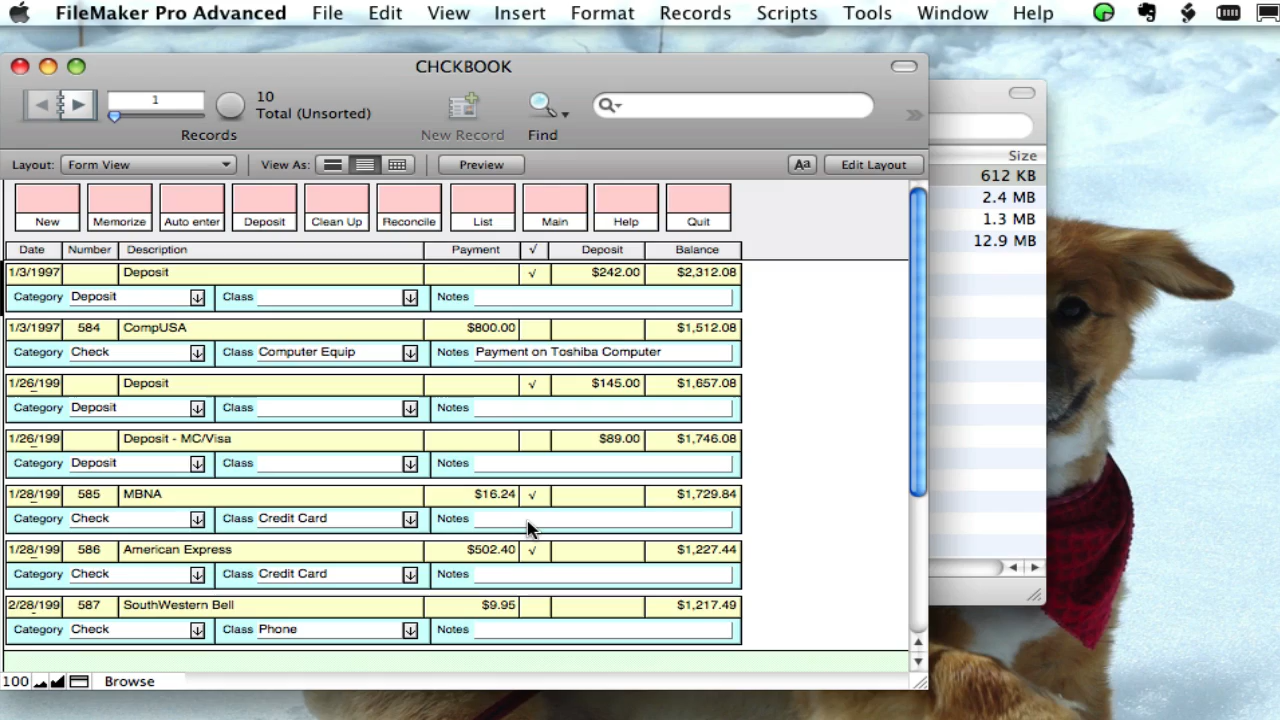 FileMaker Pro Advanced File Edit View Insert Format Records Scripts Tools Window Help
CHCKBOOK
1
10
Total (Unsorted)
Records
New Record
Find
Layout: Form View View As: Preview Aa Edit Layout
Size
612 KB
2.4 MB
1.3 MB
12.9 MB
New Memorize Auto enter Deposit Clean Up Reconcile List Main Help Quit
Date Number Description Payment √ Deposit Balance
1/3/1997 Deposit √ $242.00 $2,312.08
Category Deposit Class Notes
1/3/1997 584 CompUSA $800.00 $1,512.08
Category Check Class Computer Equip Notes Payment on Toshiba Computer
1/26/199 Deposit √ $145.00 $1,657.08
Category Deposit Class Notes
1/26/199 Deposit - MC/Visa $89.00 $1,746.08
Category Deposit Class Notes
1/28/199 585 MBNA $16.24 √ $1,729.84
Category Check Class Credit Card Notes
1/28/199 586 American Express $502.40 √ $1,227.44
Category Check Class Credit Card Notes
2/28/199 587 SouthWestern Bell $9.95 $1,217.49
Category Check Class Phone Notes
100 Browse